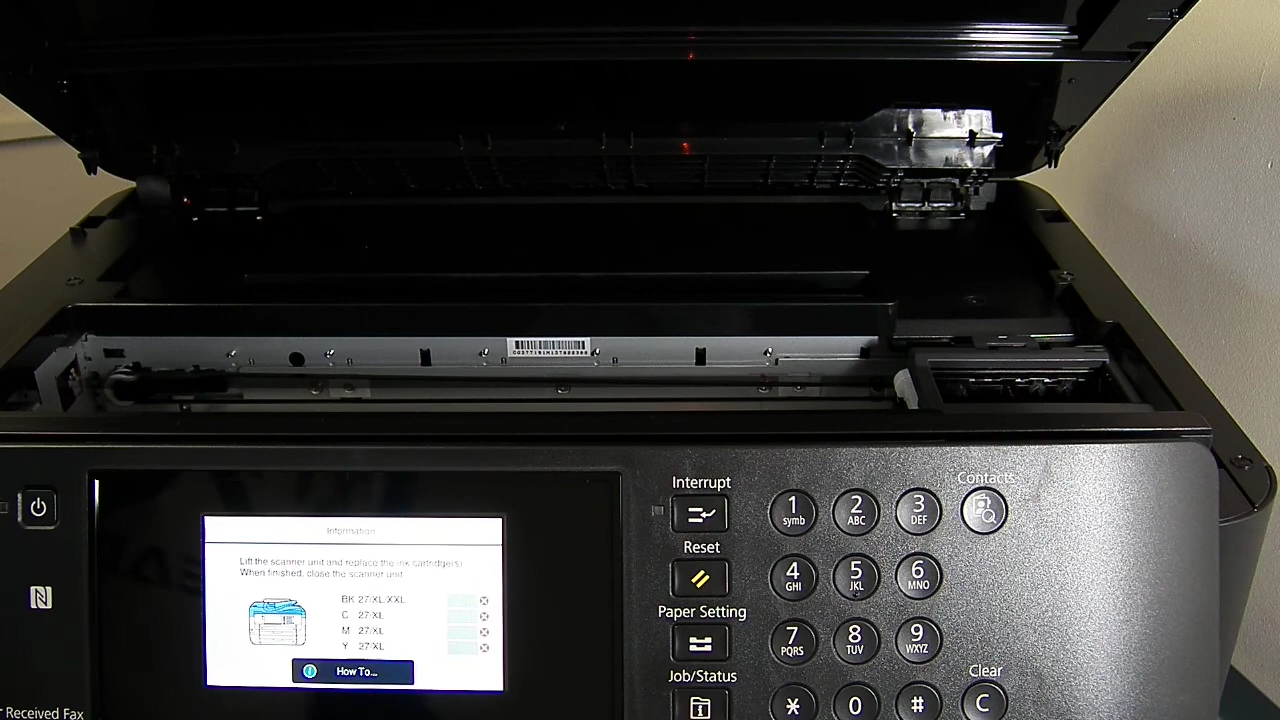 Information
Lift the scanner unit and replace the ink cartridge(s).
When finished, close the scanner unit.
BK 27/XL/XXL
C 27/XL
M 27/XL
Y 27/XL
How To...
Interrupt
Reset
Paper Setting
Job/Status
1
symb
2
ABC
3
DEF
4
GHI
5
JKL
6
MNO
7
PQRS
8
TUV
9
WXYZ
*
0
#
Contacts
Clear
C
Received Fax